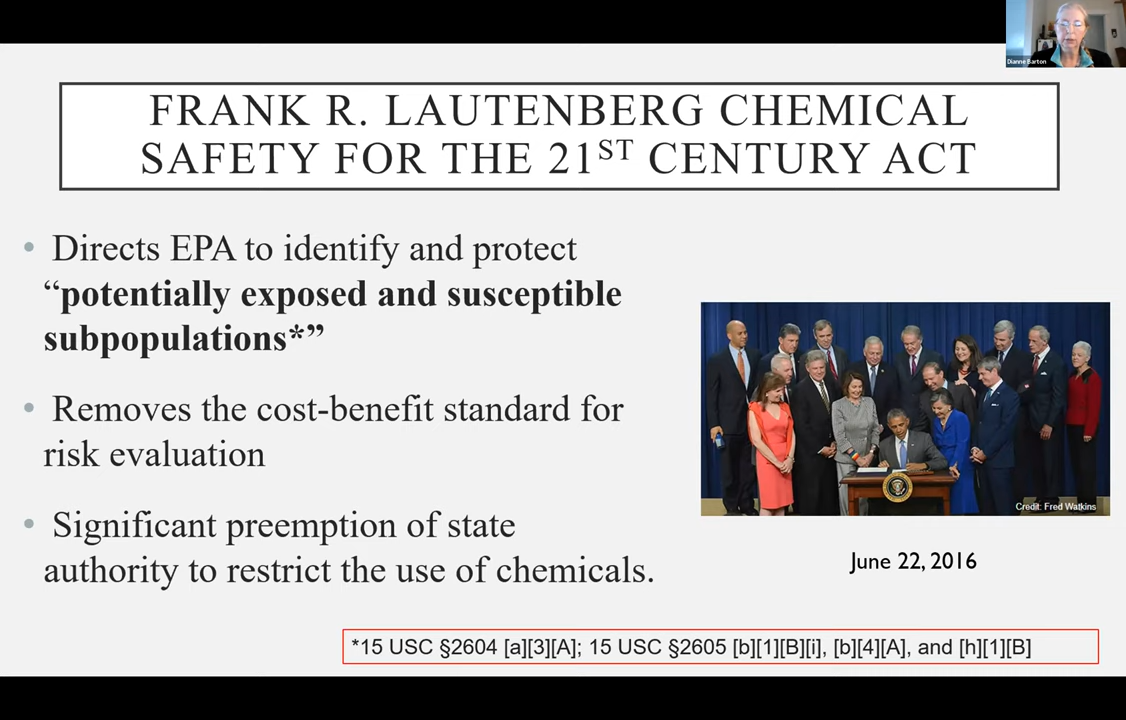 Dianne Barton
FRANK R. LAUTENBERG CHEMICAL
SAFETY FOR THE 21ST CENTURY ACT
• Directs EPA to identify and protect
“potentially exposed and susceptible
subpopulations*”
• Removes the cost-benefit standard for
risk evaluation
• Significant preemption of state
authority to restrict the use of chemicals.
Credit: Fred Watkins
June 22, 2016
*15 USC §2604 [a][3][A]; 15 USC §2605 [b][1][B][i], [b][4][A], and [h][1][B]